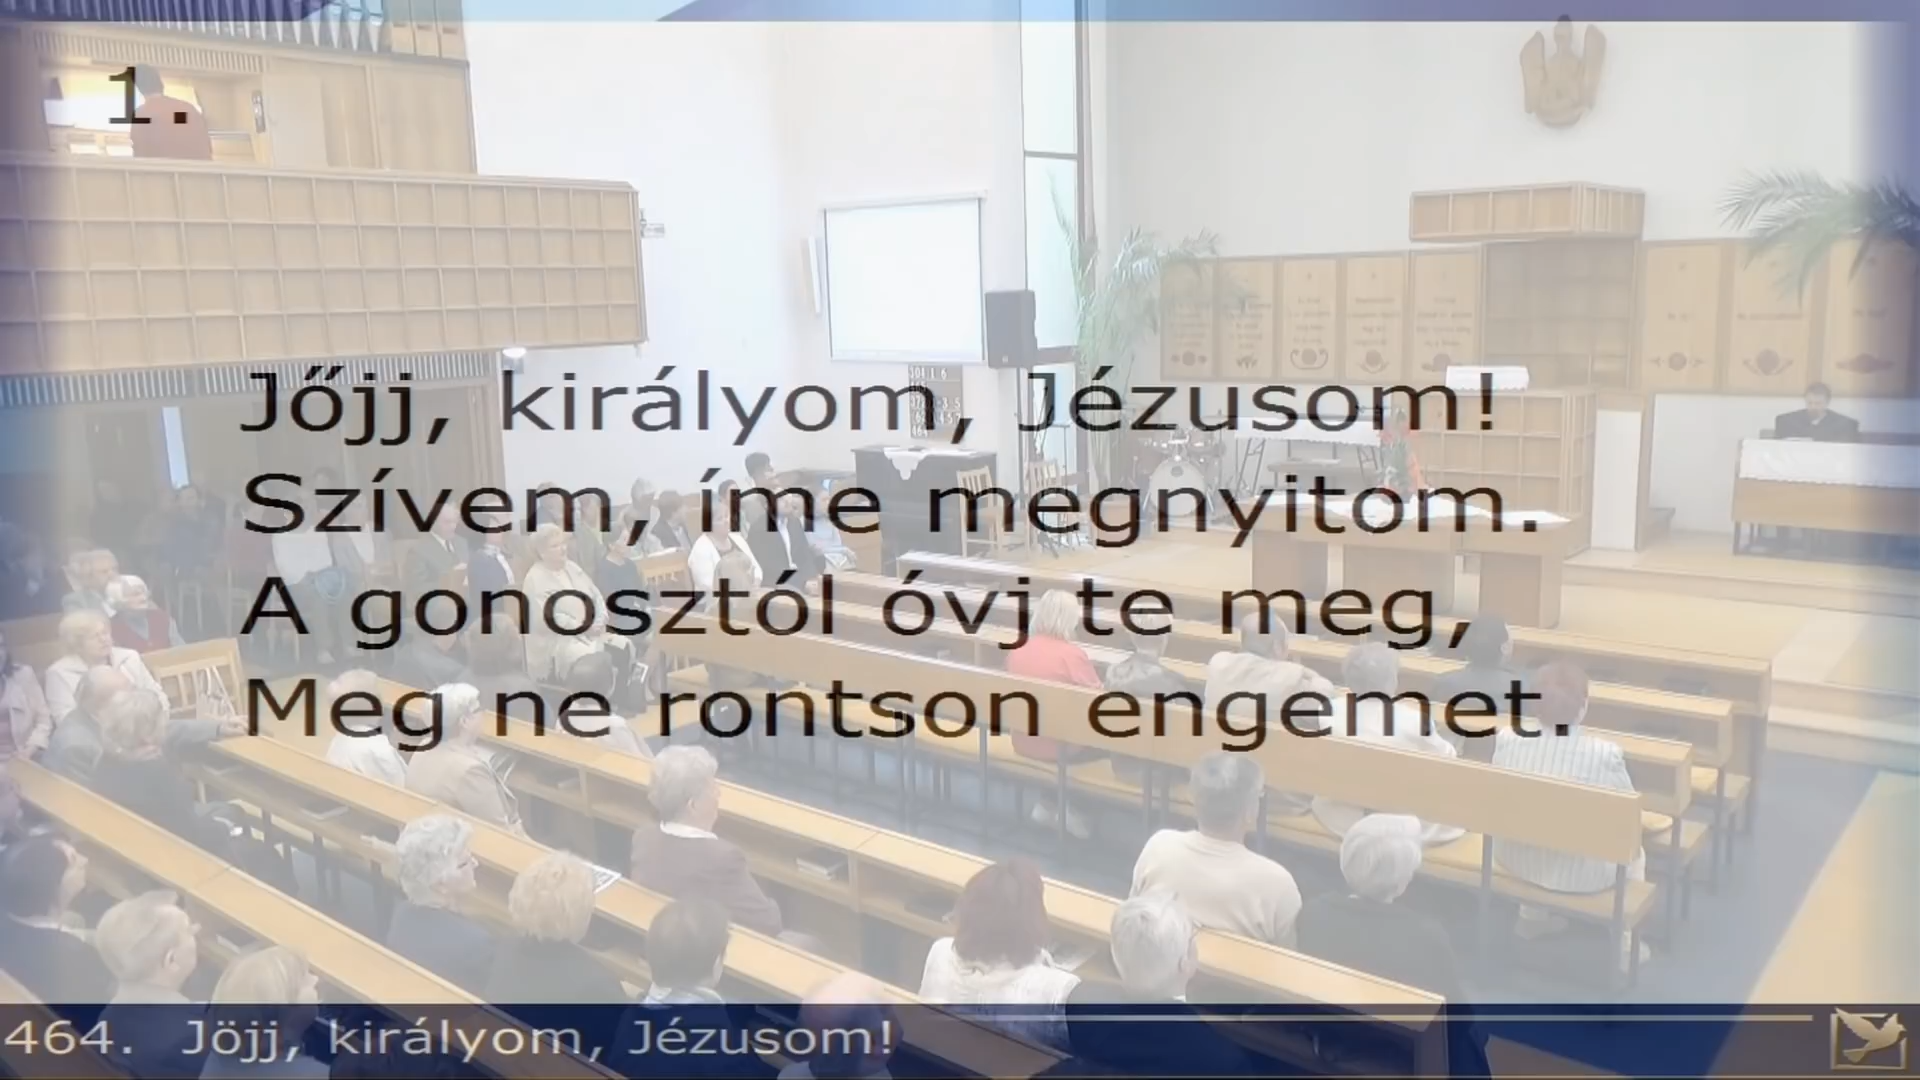 1.
Jőjj, királyom, Jézusom!
Szívem, íme megnyitom.
A gonosztól óvj te meg,
Meg ne rontson engemet.
464. Jöjj, királyom, Jézusom!